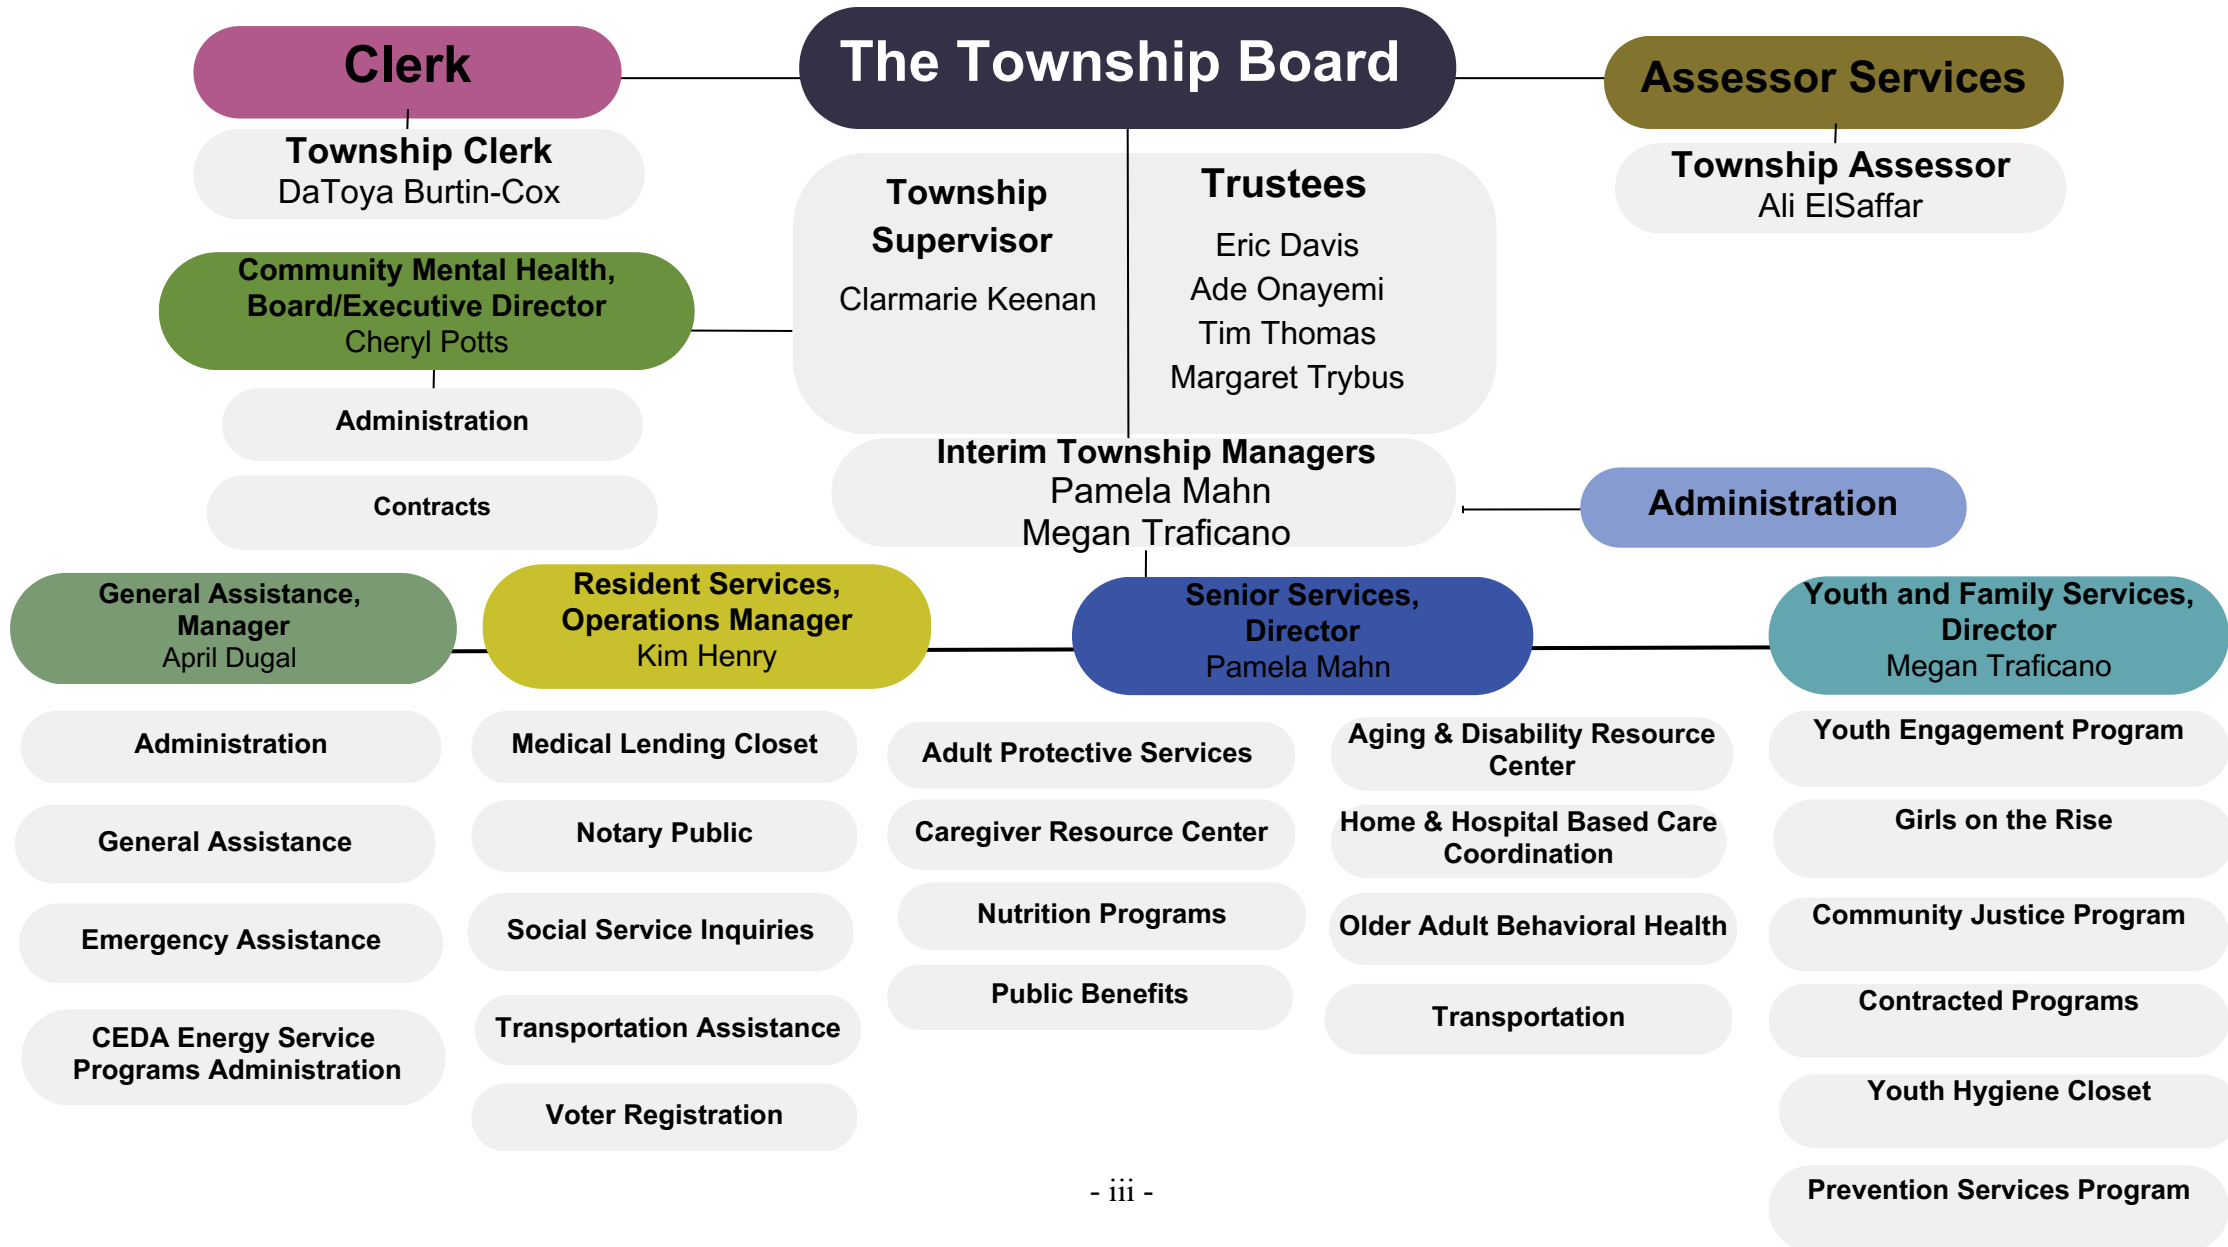 Clerk
The Township Board
Assessor Services
Township Clerk
DaToya Burtin-Cox
Township
Supervisor
Clarmarie Keenan
Trustees
Eric Davis
Ade Onayemi
Tim Thomas
Margaret Trybus
Township Assessor
Ali ElSaffar
Community Mental Health,
Board/Executive Director
Cheryl Potts
Administration
Contracts
Interim Township Managers
Pamela Mahn
Megan Traficano
Administration
General Assistance,
Manager
April Dugal
Resident Services,
Operations Manager
Kim Henry
Senior Services,
Director
Pamela Mahn
Youth and Family Services,
Director
Megan Traficano
Administration
General Assistance
Emergency Assistance
CEDA Energy Service
Programs Administration
Medical Lending Closet
Notary Public
Social Service Inquiries
Transportation Assistance
Voter Registration
Adult Protective Services
Caregiver Resource Center
Nutrition Programs
Public Benefits
Aging & Disability Resource
Center
Home & Hospital Based Care
Coordination
Older Adult Behavioral Health
Transportation
Youth Engagement Program
Girls on the Rise
Community Justice Program
Contracted Programs
Youth Hygiene Closet
Prevention Services Program
- iii -